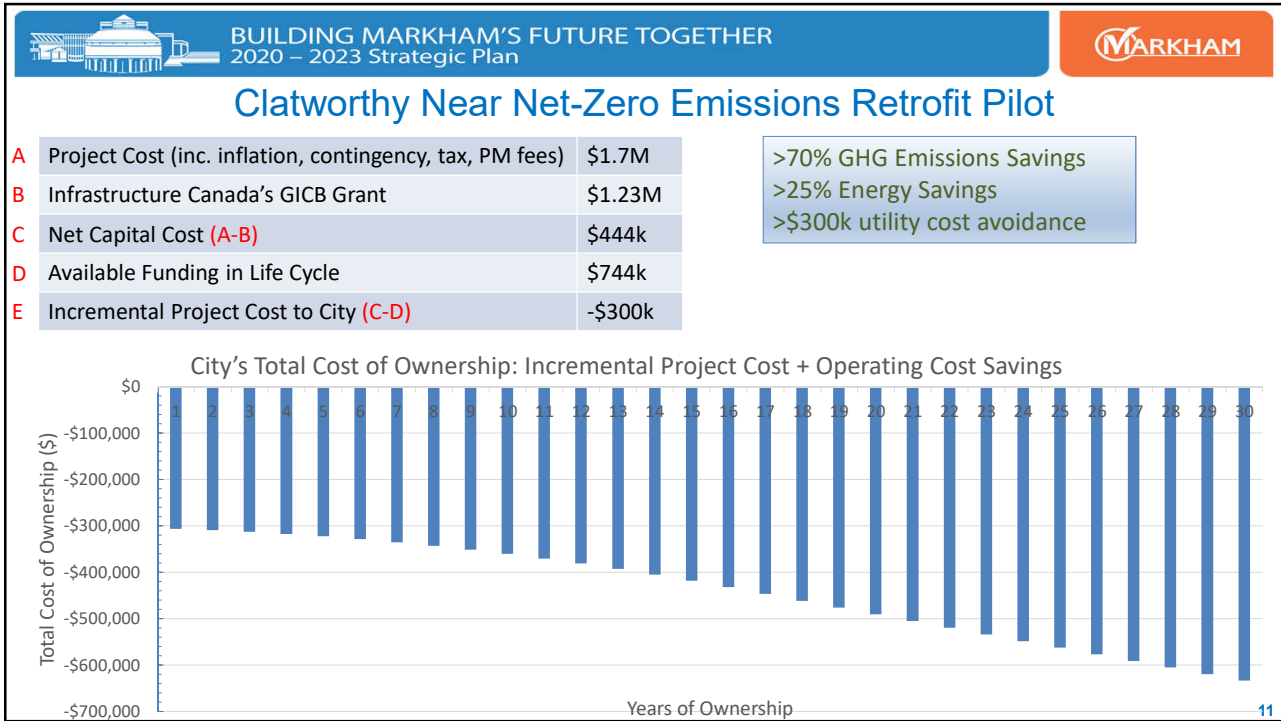 BUILDING MARKHAM'S FUTURE TOGETHER
2020 – 2023 Strategic Plan
MARKHAM
Clatworthy Near Net-Zero Emissions Retrofit Pilot
A Project Cost (inc. inflation, contingency, tax, PM fees) $1.7M
B Infrastructure Canada's GICB Grant $1.23M
C Net Capital Cost (A-B) $444k
D Available Funding in Life Cycle $744k
E Incremental Project Cost to City (C-D) -$300k
>70% GHG Emissions Savings
>25% Energy Savings
>$300k utility cost avoidance
City's Total Cost of Ownership: Incremental Project Cost + Operating Cost Savings
Total Cost of Ownership ($)
$0
1 2 3 4 5 6 7 8 9 10 11 12 13 14 15 16 17 18 19 20 21 22 23 24 25 26 27 28 29 30
-$100,000
-$200,000
-$300,000
-$400,000
-$500,000
-$600,000
-$700,000
Years of Ownership
11